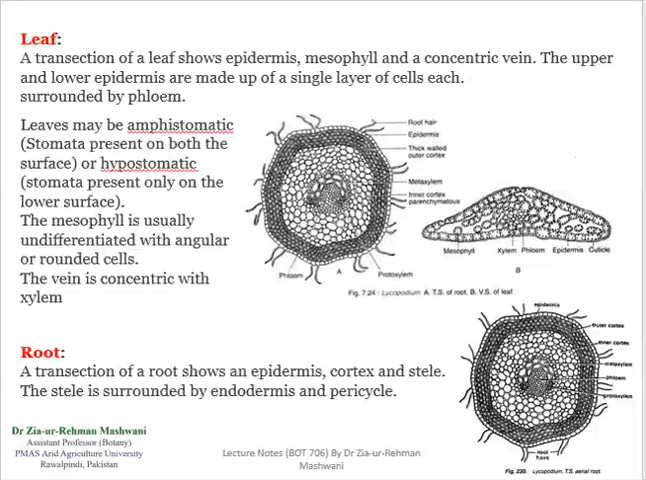 Leaf:
A transection of a leaf shows epidermis, mesophyll and a concentric vein. The upper
and lower epidermis are made up of a single layer of cells each.
surrounded by phloem.
Leaves may be amphistomatic
(Stomata present on both the
surface) or hypostomatic
(stomata present only on the
lower surface).
The mesophyll is usually
undifferentiated with angular
or rounded cells.
The vein is concentric with
xylem
Root hair
Epidermis
Thick walled
outer cortex
Metaxylem
Inner cortex
parenchymatous
Phloem
A
Protoxylem
Mesophyll
Xylem
Phloem
Epidermis
Cuticle
B
Fig. 7.24 : Lycopodium A. T.S. of root. B. V.S. of leaf
Root:
A transection of a root shows an epidermis, cortex and stele.
The stele is surrounded by endodermis and pericycle.
epidermis
outer cortex
inner cortex
metaxylem
phloem
protoxylem
root
hairs
Fig. 230. Lycopodium. T.S. aerial root.
Dr Zia-ur-Rehman Mashwani
Assistant Professor (Botany)
PMAS Arid Agriculture University
Rawalpindi, Pakistan
Lecture Notes (BOT 706) By Dr Zia-ur-Rehman
Mashwani